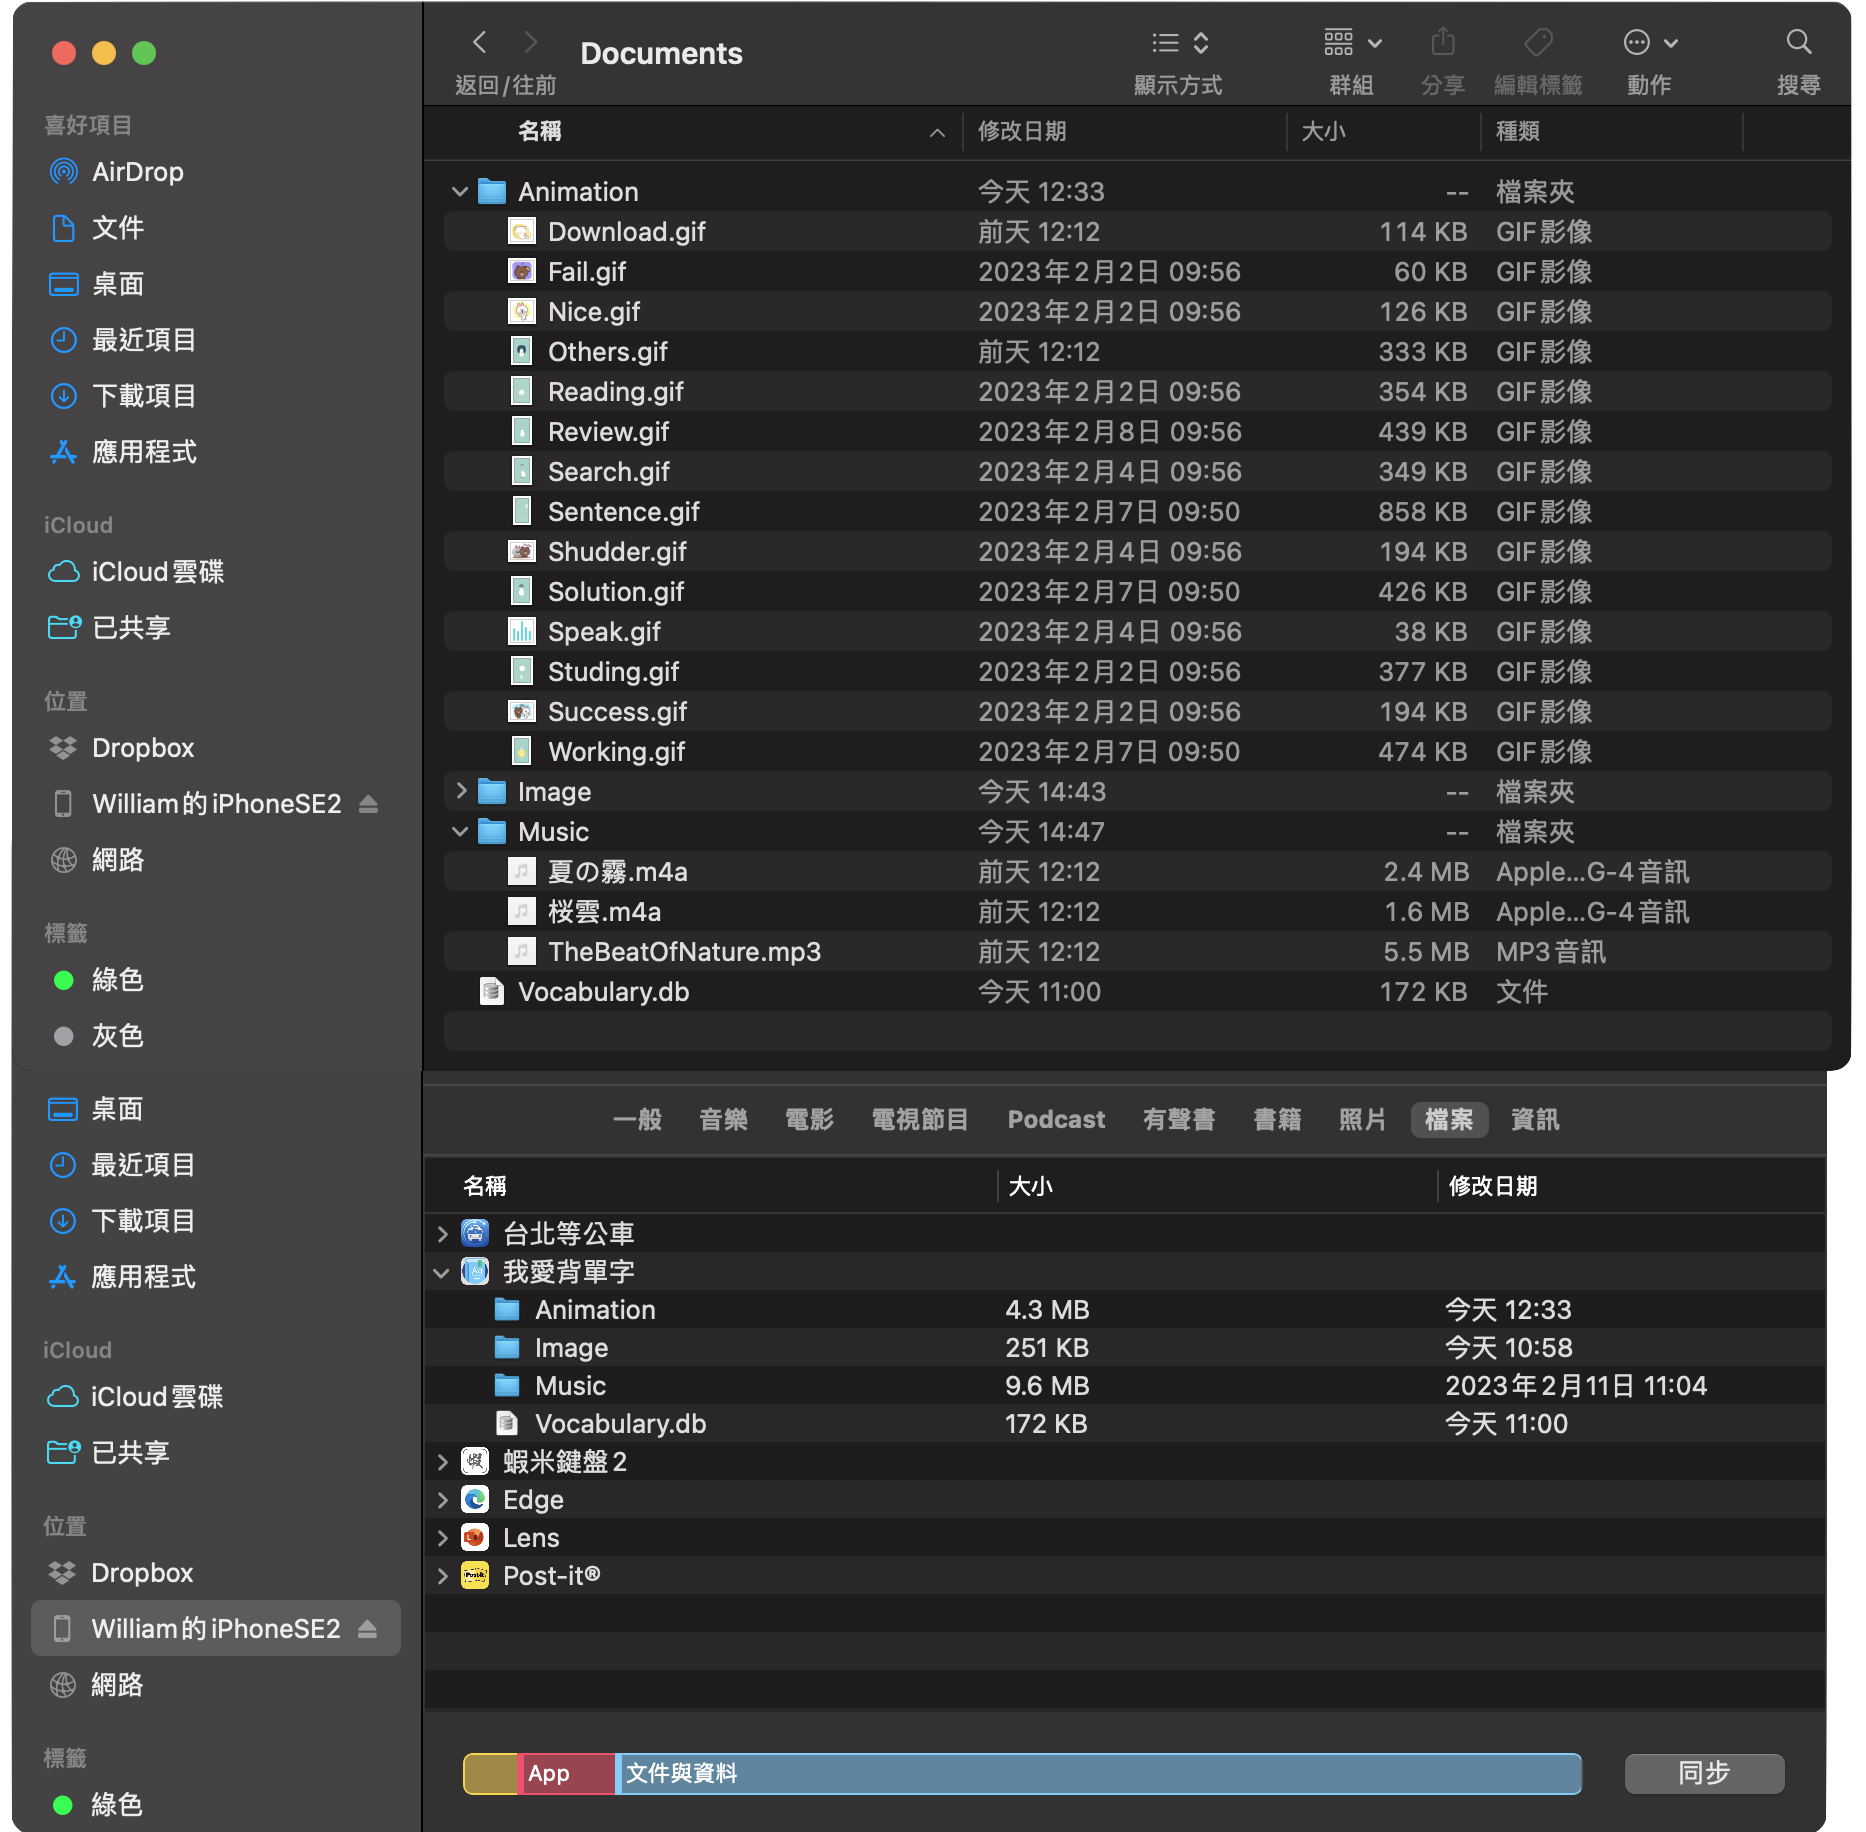 Documents
返回/往前
顯示方式
群組
分享
編輯標籤
動作
搜尋
喜好項目
AirDrop
文件
桌面
最近項目
下載項目
應用程式
iCloud
iCloud雲碟
已共享
位置
Dropbox
William的iPhoneSE2
網路
標籤
綠色
灰色
名稱 修改日期 大小 種類
Animation 今天 12:33 -- 檔案夾
Download.gif 前天 12:12 114 KB GIF影像
Fail.gif 2023年2月2日 09:56 60 KB GIF影像
Nice.gif 2023年2月2日 09:56 126 KB GIF影像
Others.gif 前天 12:12 333 KB GIF影像
Reading.gif 2023年2月2日 09:56 354 KB GIF影像
Review.gif 2023年2月8日 09:56 439 KB GIF影像
Search.gif 2023年2月4日 09:56 349 KB GIF影像
Sentence.gif 2023年2月7日 09:50 858 KB GIF影像
Shudder.gif 2023年2月4日 09:56 194 KB GIF影像
Solution.gif 2023年2月7日 09:50 426 KB GIF影像
Speak.gif 2023年2月4日 09:56 38 KB GIF影像
Studing.gif 2023年2月2日 09:56 377 KB GIF影像
Success.gif 2023年2月2日 09:56 194 KB GIF影像
Working.gif 2023年2月7日 09:50 474 KB GIF影像
Image 今天 14:43 -- 檔案夾
Music 今天 14:47 -- 檔案夾
夏の霧.m4a 前天 12:12 2.4 MB Apple...G-4音訊
桜雲.m4a 前天 12:12 1.6 MB Apple...G-4音訊
TheBeatOfNature.mp3 前天 12:12 5.5 MB MP3音訊
Vocabulary.db 今天 11:00 172 KB 文件
桌面
最近項目
下載項目
應用程式
iCloud
iCloud雲碟
已共享
位置
Dropbox
William的iPhoneSE2
網路
標籤
綠色
一般 音樂 電影 電視節目 Podcast 有聲書 書籍 照片 檔案 資訊
名稱 大小 修改日期
台北等公車
我愛背單字
Animation 4.3 MB 今天 12:33
Image 251 KB 今天 10:58
Music 9.6 MB 2023年2月11日 11:04
Vocabulary.db 172 KB 今天 11:00
蝦米鍵盤2
Edge
Lens
Post-it®
App 文件與資料
同步